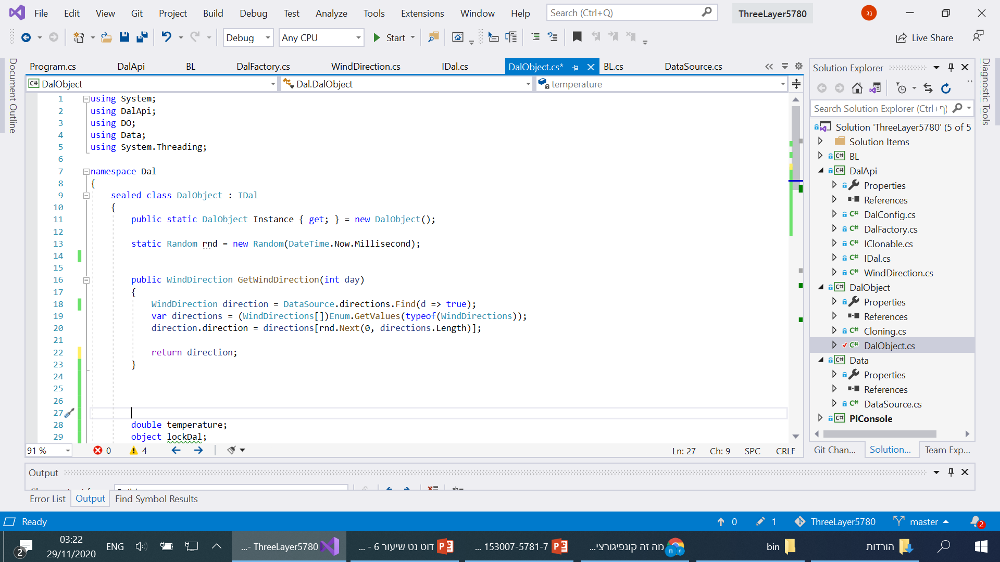 File Edit View Git Project Build Debug Test Analyze Tools Extensions Window Help Search (Ctrl+Q) ThreeLayer5780 נג
Debug Any CPU Start Live Share
Document Outline
Program.cs DalApi BL DalFactory.cs WindDirection.cs IDal.cs DalObject.cs* BL.cs DataSource.cs
C# DalObject Dal.DalObject temperature
1 using System;
2 using DalApi;
3 using DO;
4 using Data;
5 using System.Threading;
6
7 namespace Dal
8 {
9 sealed class DalObject : IDal
10 {
11 public static DalObject Instance { get; } = new DalObject();
12
13 static Random rnd = new Random(DateTime.Now.Millisecond);
14
15
16 public WindDirection GetWindDirection(int day)
17 {
18 WindDirection direction = DataSource.directions.Find(d => true);
19 var directions = (WindDirections[])Enum.GetValues(typeof(WindDirections));
20 direction.direction = directions[rnd.Next(0, directions.Length)];
21
22 return direction;
23 }
24
25
26
27
28 double temperature;
29 object lockDal;
91 % 0 4 Ln: 27 Ch: 9 SPC CRLF
Solution Explorer
Search Solution Explorer (Ctrl+ף)
Solution 'ThreeLayer5780' (5 of 5
Solution Items
C# BL
C# DalApi
Properties
References
C# DalConfig.cs
C# DalFactory.cs
C# IClonable.cs
C# IDal.cs
C# WindDirection.cs
C# DalObject
Properties
References
C# Cloning.cs
C# DalObject.cs
C# Data
Properties
References
C# DataSource.cs
C# PlConsole
Git Chan... Solution... Team Exp...
Diagnostic Tools
Output
Error List Output Find Symbol Results
Ready 0 1 ThreeLayer5780 master 2
2 03:22 29/11/2020 ENG ...- ThreeLayer5780 ... - 6 דוט נט שיעור ... 153007-5781-7 ...מה זה קונפיגורצי bin הורדות